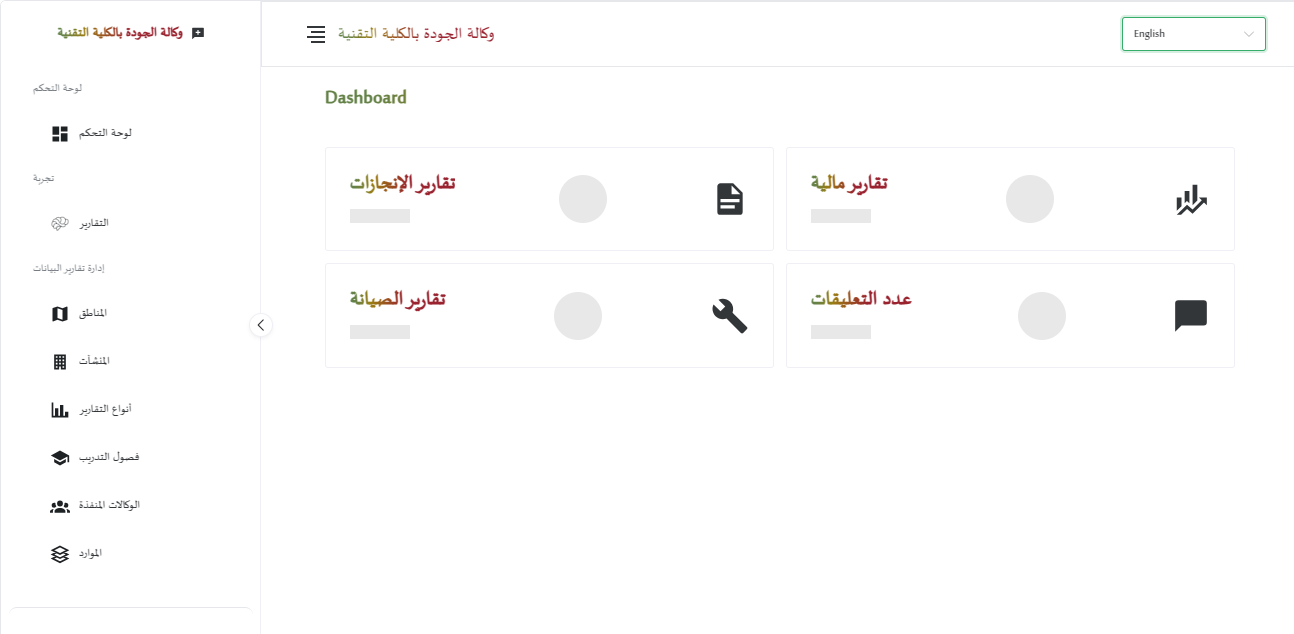 وكالة الجودة بالكلية التقنية
لوحة التحكم
لوحة التحكم
تجربة
التقارير
إدارة تقارير البيانات
المناطق
المنشآت
أنواع التقارير
فصول التدريب
الوكالات المنفذة
الموارد
وكالة الجودة بالكلية التقنية
English
Dashboard
تقارير الإنجازات
تقارير مالية
تقارير الصيانة
عدد التعليقات